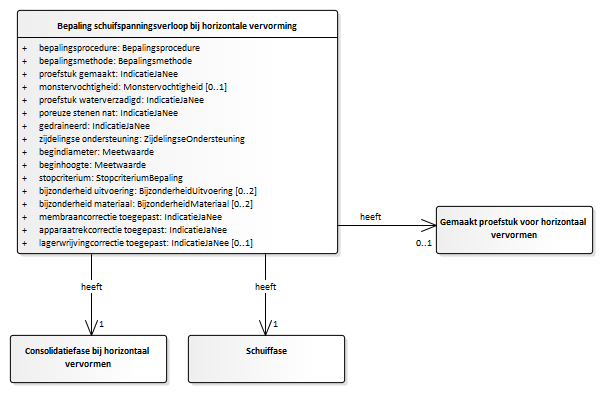 Bepaling schuifspanningsverloop bij horizontale vervorming
+ bepalingsprocedure: Bepalingsprocedure
+ bepalingsmethode: Bepalingsmethode
+ proefstuk gemaakt: IndicatieJaNee
+ monstervochtigheid: Monstervochtigheid [0..1]
+ proefstuk waterverzadigd: IndicatieJaNee
+ poreuze stenen nat: IndicatieJaNee
+ gedraineerd: IndicatieJaNee
+ zijdelingse ondersteuning: ZijdelingseOndersteuning
+ begindiameter: Meetwaarde
+ beginhoogte: Meetwaarde
+ stopcriterium: StopcriteriumBepaling
+ bijzonderheid uitvoering: BijzonderheidUitvoering [0..2]
+ bijzonderheid materiaal: BijzonderheidMateriaal [0..2]
+ membraancorrectie toegepast: IndicatieJaNee
+ apparaatrekcorrectie toegepast: IndicatieJaNee
+ lagerwrijvingcorrectie toegepast: IndicatieJaNee [0..1]
heeft
0..1
Gemaakt proefstuk voor horizontaal
vervormen
heeft
1
heeft
1
Consolidatiefase bij horizontaal
vervormen
Schuiffase